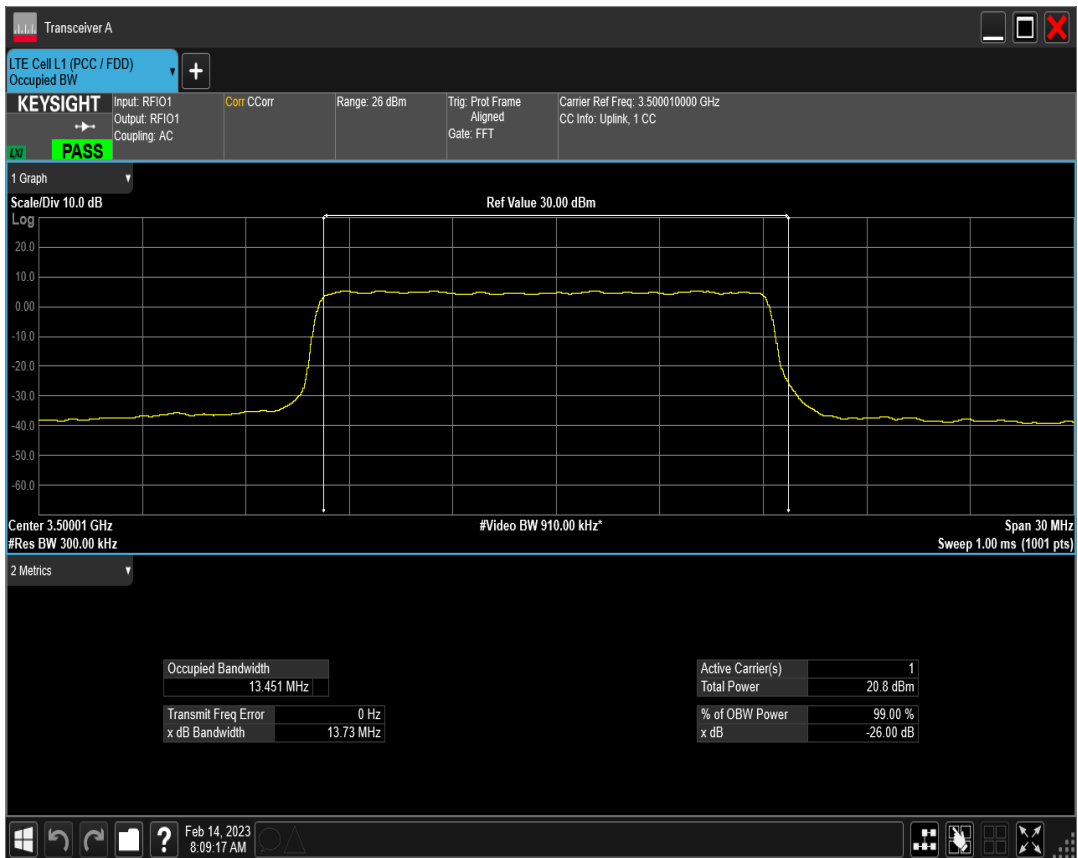 Transceiver A
LTE Cell L1 (PCC / FDD)
Occupied BW
+
KEYSIGHT
LXI
PASS
Input: RFIO1
Output: RFIO1
Coupling: AC
Corr CCorr
Range: 26 dBm
Trig: Prot Frame
Aligned
Gate: FFT
Carrier Ref Freq: 3.500010000 GHz
CC Info: Uplink, 1 CC
1 Graph
Scale/Div 10.0 dB
Ref Value 30.00 dBm
Log
20.0
10.0
0.00
-10.0
-20.0
-30.0
-40.0
-50.0
-60.0
Center 3.50001 GHz
#Video BW 910.00 kHz*
Span 30 MHz
#Res BW 300.00 kHz
Sweep 1.00 ms (1001 pts)
2 Metrics
Occupied Bandwidth
13.451 MHz
Transmit Freq Error 0 Hz
x dB Bandwidth 13.73 MHz
Active Carrier(s) 1
Total Power 20.8 dBm
% of OBW Power 99.00 %
x dB -26.00 dB
?
Feb 14, 2023
8:09:17 AM